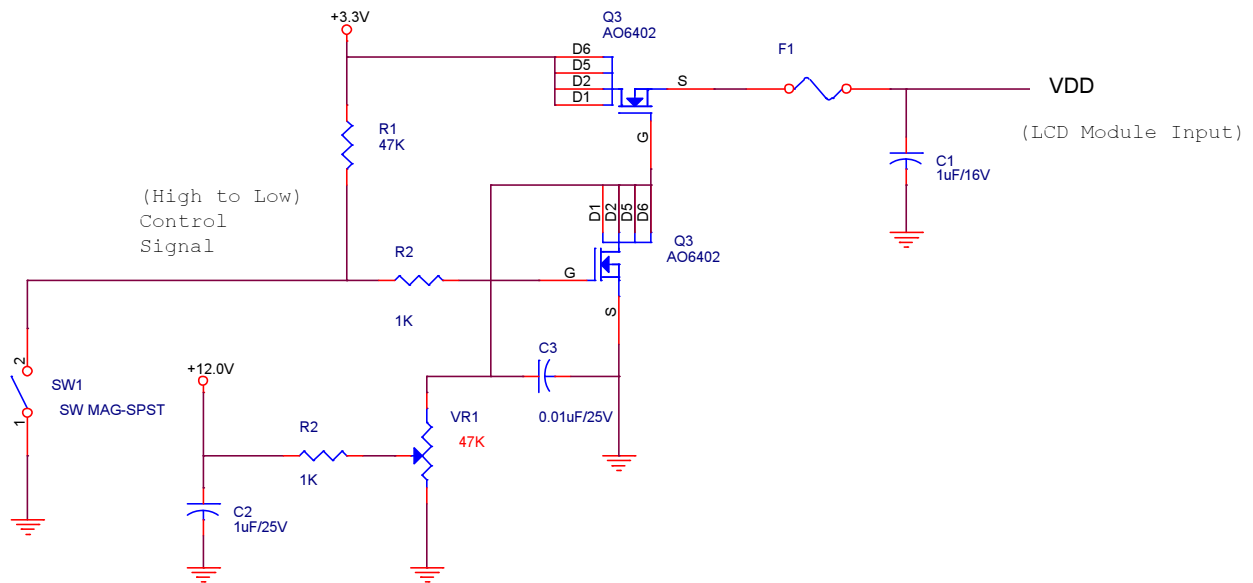 +3.3V
Q3
AO6402
D6
D5
D2
D1
S
G
F1
VDD
(LCD Module Input)
C1
1uF/16V
R1
47K
(High to Low)
Control
Signal
D1
D2
D5
D6
Q3
AO6402
R2
1K
G
S
2
SW1
SW MAG-SPST
1
+12.0V
C3
0.01uF/25V
VR1
47K
R2
1K
C2
1uF/25V